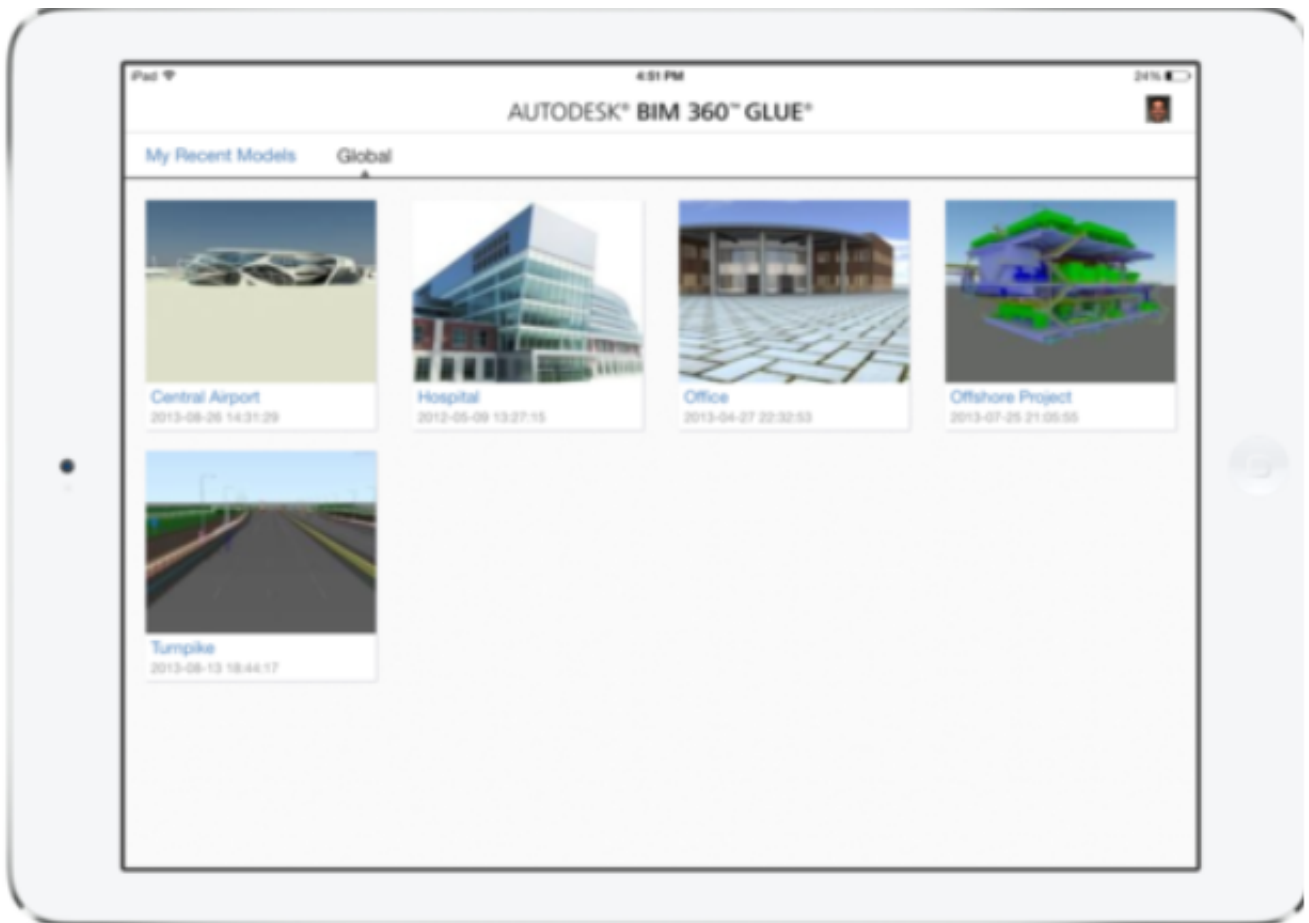 iPad
4:51 PM
24%
AUTODESK® BIM 360™ GLUE®
My Recent Models
Global
Central Airport
2013-08-26 14:31:29
Hospital
2012-05-09 13:27:15
Office
2013-04-27 22:32:53
Offshore Project
2013-07-25 21:05:55
Turnpike
2013-08-13 18:44:17